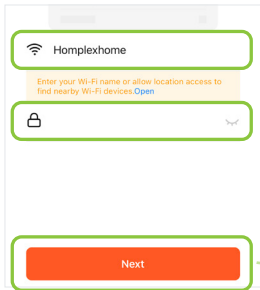 Homplexhome
Enter your Wi-Fi name or allow location access to
find nearby Wi-Fi devices.Open
Next